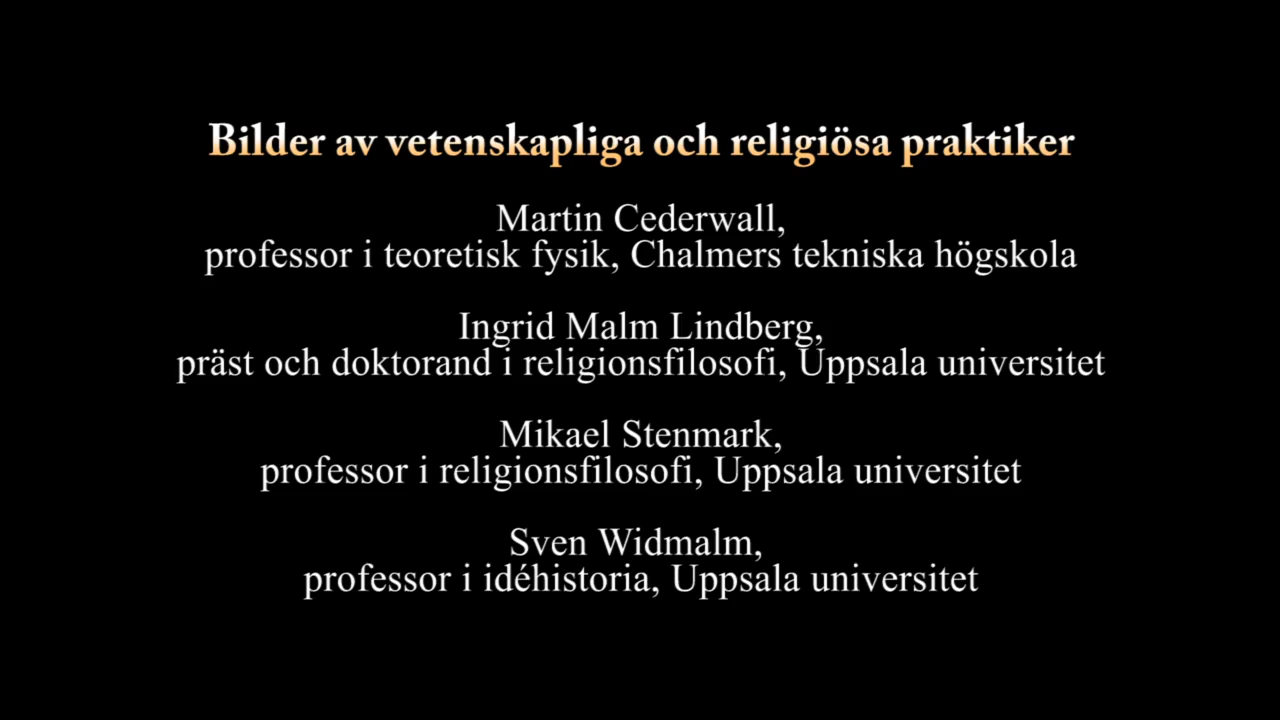 Bilder av vetenskapliga och religiösa praktiker
Martin Cederwall,
professor i teoretisk fysik, Chalmers tekniska högskola
Ingrid Malm Lindberg,
präst och doktorand i religionsfilosofi, Uppsala universitet
Mikael Stenmark,
professor i religionsfilosofi, Uppsala universitet
Sven Widmalm,
professor i idéhistoria, Uppsala universitet